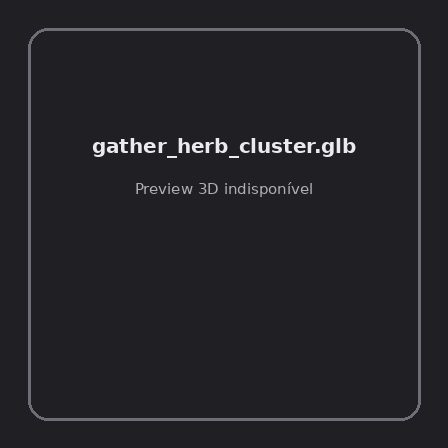 gather_herb_cluster.glb
Preview 3D indisponível